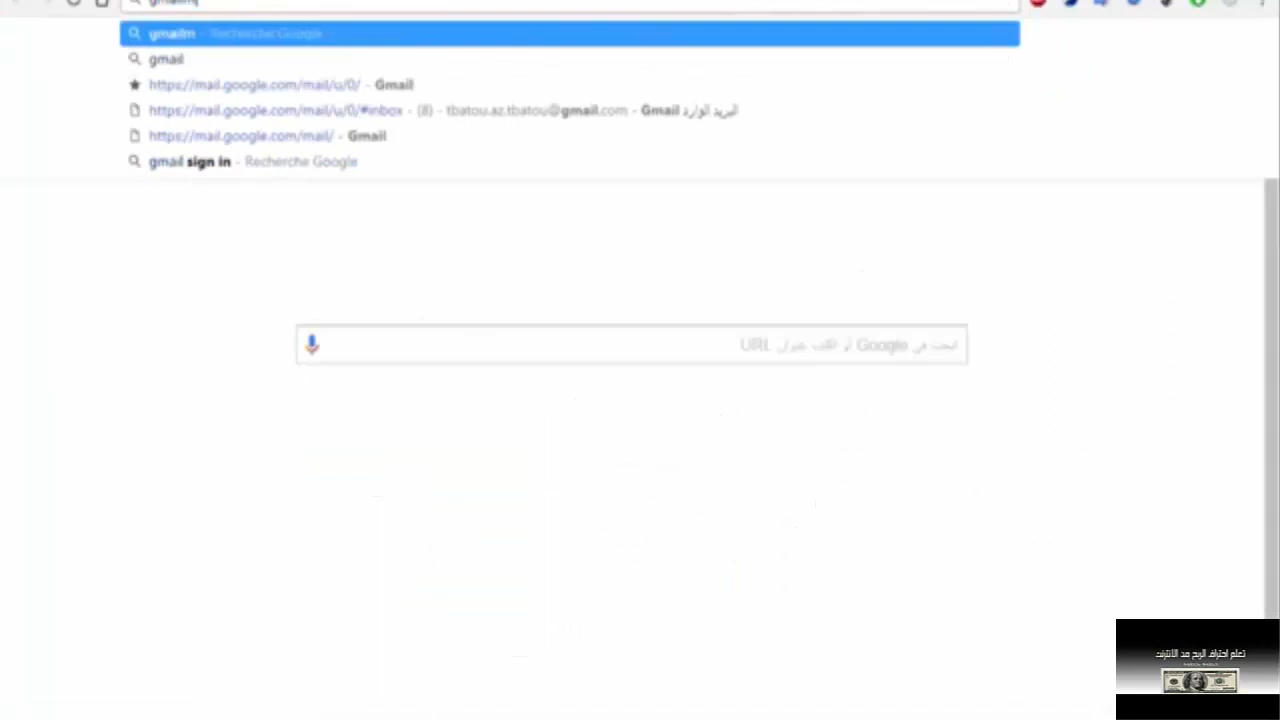 gmailm
gmailm - Recherche Google
gmail
https://mail.google.com/mail/u/0/ - Gmail
https://mail.google.com/mail/u/0/#inbox - (8) - tbatou.az.tbatou@gmail.com - Gmail البريد الوارد
https://mail.google.com/mail/ - Gmail
gmail sign in - Recherche Google
ابحث في Google أو اكتب عنوان URL
تعلم احتراف الربح من الانترنت